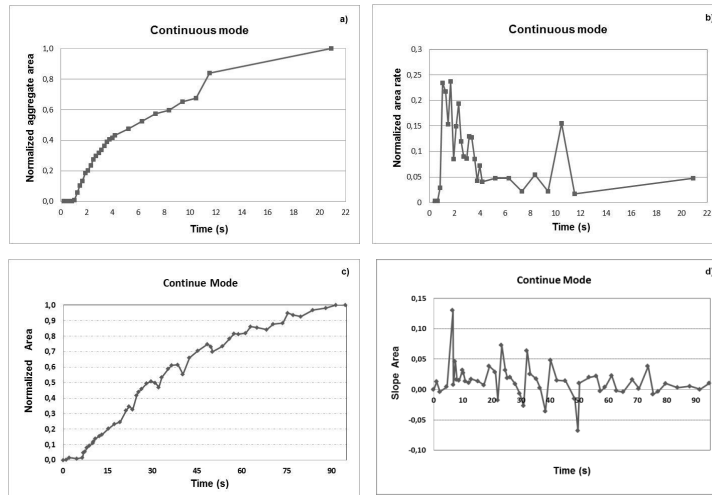 a)
Continuous mode
Normalized aggregate area
1,0
0,8
0,6
0,4
0,2
0,0
0 2 4 6 8 10 12 14 16 18 20 22
Time (s)
b)
Continuous mode
Normalized area rate
0,3
0,25
0,2
0,15
0,1
0,05
0
0 2 4 6 8 10 12 14 16 18 20 22
Time (s)
c)
Continue Mode
Normalized Area
1,0
0,9
0,8
0,7
0,6
0,5
0,4
0,3
0,2
0,1
0,0
0 15 30 45 60 75 90
Time (s)
d)
Continue Mode
Slope Area
0,15
0,10
0,05
0,00
-0,05
-0,10
0 10 20 30 40 50 60 70 80 90
Time (s)